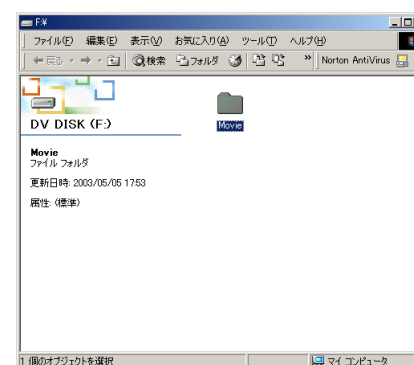 F:¥
ファイル(F) 編集(E) 表示(V) お気に入り(A) ツール(T) ヘルプ(H)
戻る 検索 フォルダ » Norton AntiVirus
DV DISK (F:)
Movie
Movie
ファイル フォルダ
更新日時: 2003/05/05 17:53
属性: (標準)
1 個のオブジェクトを選択 マイ コンピュータ